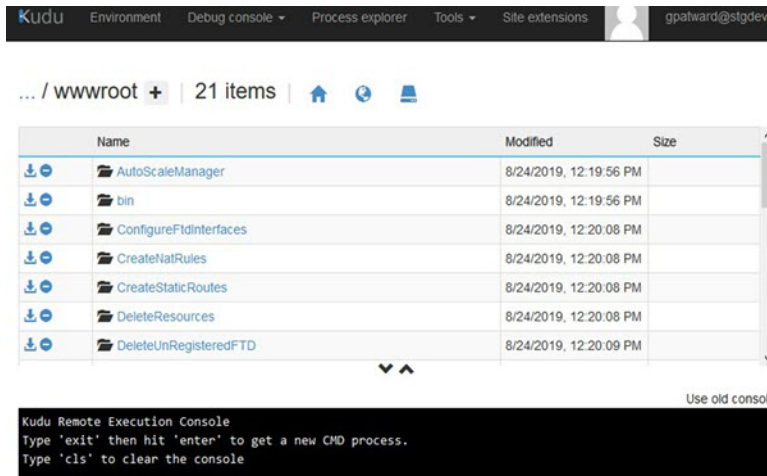 Kudu Environment Debug console Process explorer Tools Site extensions gpatward@stgdev
... / wwwroot + | 21 items |
Name Modified Size
AutoScaleManager 8/24/2019, 12:19:56 PM
bin 8/24/2019, 12:19:56 PM
ConfigureFtdInterfaces 8/24/2019, 12:20:08 PM
CreateNatRules 8/24/2019, 12:20:08 PM
CreateStaticRoutes 8/24/2019, 12:20:08 PM
DeleteResources 8/24/2019, 12:20:08 PM
DeleteUnRegisteredFTD 8/24/2019, 12:20:09 PM
Use old consol
Kudu Remote Execution Console
Type 'exit' then hit 'enter' to get a new CMD process.
Type 'cls' to clear the console